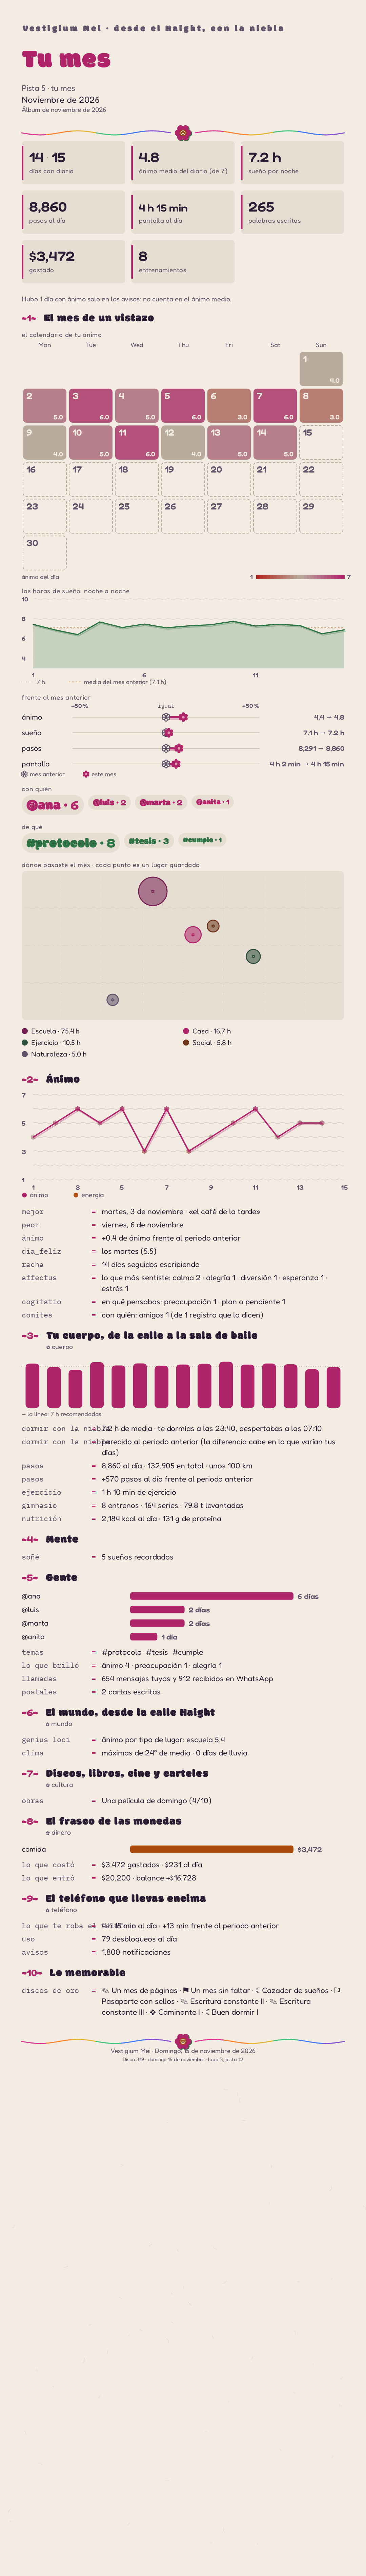 Vestigium Mei · desde el Haight, con la niebla
Tu mes
Pista 5 · tu mes
Noviembre de 2026
Álbum de noviembre de 2026
14 15
días con diario
4.8
ánimo medio del diario (de 7)
7.2 h
sueño por noche
8,860
pasos al día
4 h 15 min
pantalla al día
265
palabras escritas
$3,472
gastado
8
entrenamientos
Hubo 1 día con ánimo solo en los avisos: no cuenta en el ánimo medio.
~1~ El mes de un vistazo
el calendario de tu ánimo
Mon Tue Wed Thu Fri Sat Sun
1
4.0
2 3 4 5 6 7 8
5.0 6.0 5.0 6.0 3.0 6.0 3.0
9 10 11 12 13 14 15
4.0 5.0 6.0 4.0 5.0 5.0
16 17 18 19 20 21 22
23 24 25 26 27 28 29
30
ánimo del día
1 7
las horas de sueño, noche a noche
10
8
6
4
1 6 11
7 h
media del mes anterior (7.1 h)
frente al mes anterior
−50 % igual +50 %
ánimo 4.4 → 4.8
sueño 7.1 h → 7.2 h
pasos 8,291 → 8,860
pantalla 4 h 2 min → 4 h 15 min
mes anterior este mes
con quién
@ana · 6 @luis · 2 @marta · 2 @anita · 1
de qué
#protocolo · 8 #tesis · 3 #cumple · 1
dónde pasaste el mes · cada punto es un lugar guardado
Escuela · 75.4 h
Casa · 16.7 h
Ejercicio · 10.5 h
Social · 5.8 h
Naturaleza · 5.0 h
~2~ Ánimo
7
5
3
1
1 3 5 7 9 11 13 15
ánimo energía
mejor = martes, 3 de noviembre · «el café de la tarde»
peor = viernes, 6 de noviembre
ánimo = +0.4 de ánimo frente al periodo anterior
día_feliz = los martes (5.5)
racha = 14 días seguidos escribiendo
affectus = lo que más sentiste: calma 2 · alegría 1 · diversión 1 · esperanza 1 ·
estrés 1
cogitatio = en qué pensabas: preocupación 1 · plan o pendiente 1
comites = con quién: amigos 1 (de 1 registro que lo dicen)
~3~ Tu cuerpo, de la calle a la sala de baile
✿ cuerpo
— la línea: 7 h recomendadas
dormir con la niebla = 7.2 h de media · te dormías a las 23:40, despertabas a las 07:10
dormir con la niebla = parecido al periodo anterior (la diferencia cabe en lo que varían tus
días)
pasos = 8,860 al día · 132,905 en total · unos 100 km
pasos = +570 pasos al día frente al periodo anterior
ejercicio = 1 h 10 min de ejercicio
gimnasio = 8 entrenos · 164 series · 79.8 t levantadas
nutrición = 2,184 kcal al día · 131 g de proteína
~4~ Mente
soñé = 5 sueños recordados
~5~ Gente
@ana 6 días
@luis 2 días
@marta 2 días
@anita 1 día
temas = #protocolo #tesis #cumple
lo que brilló = ánimo 4 · preocupación 1 · alegría 1
llamadas = 654 mensajes tuyos y 912 recibidos en WhatsApp
postales = 2 cartas escritas
~6~ El mundo, desde la calle Haight
✿ mundo
genius loci = ánimo por tipo de lugar: escuela 5.4
clima = máximas de 24° de media · 0 días de lluvia
~7~ Discos, libros, cine y carteles
✿ cultura
obras = Una película de domingo (4/10)
~8~ El frasco de las monedas
✿ dinero
comida $3,472
lo que costó = $3,472 gastados · $231 al día
lo que entró = $20,200 · balance +$16,728
~9~ El teléfono que llevas encima
✿ teléfono
lo que te roba el = 4 h 15 min al día · +13 min frente al periodo anterior
uso = 79 desbloqueos al día
avisos = 1,800 notificaciones
~10~ Lo memorable
discos de oro = ✎ Un mes de páginas · ⚑ Un mes sin faltar · ☾ Cazador de sueños · ⚐
Pasaporte con sellos · ✎ Escritura constante II · ✎ Escritura
constante III · ❖ Caminante I · ☾ Buen dormir I
Vestigium Mei · Domingo, 15 de noviembre de 2026
Disco 319 · domingo 15 de noviembre · lado B, pista 12